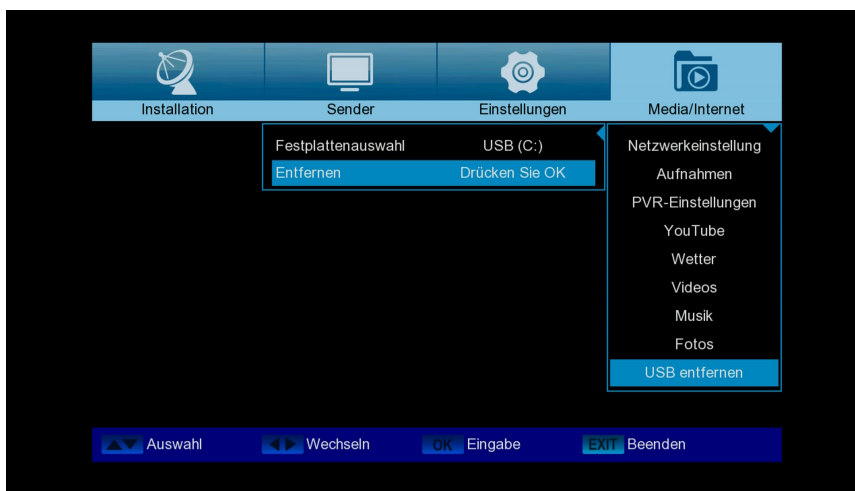 Installation
Sender
Einstellungen
Media/Internet
Festplattenauswahl USB (C:)
Entfernen Drücken Sie OK
Netzwerkeinstellung
Aufnahmen
PVR-Einstellungen
YouTube
Wetter
Videos
Musik
Fotos
USB entfernen
Auswahl
Wechseln
OK Eingabe
EXIT Beenden